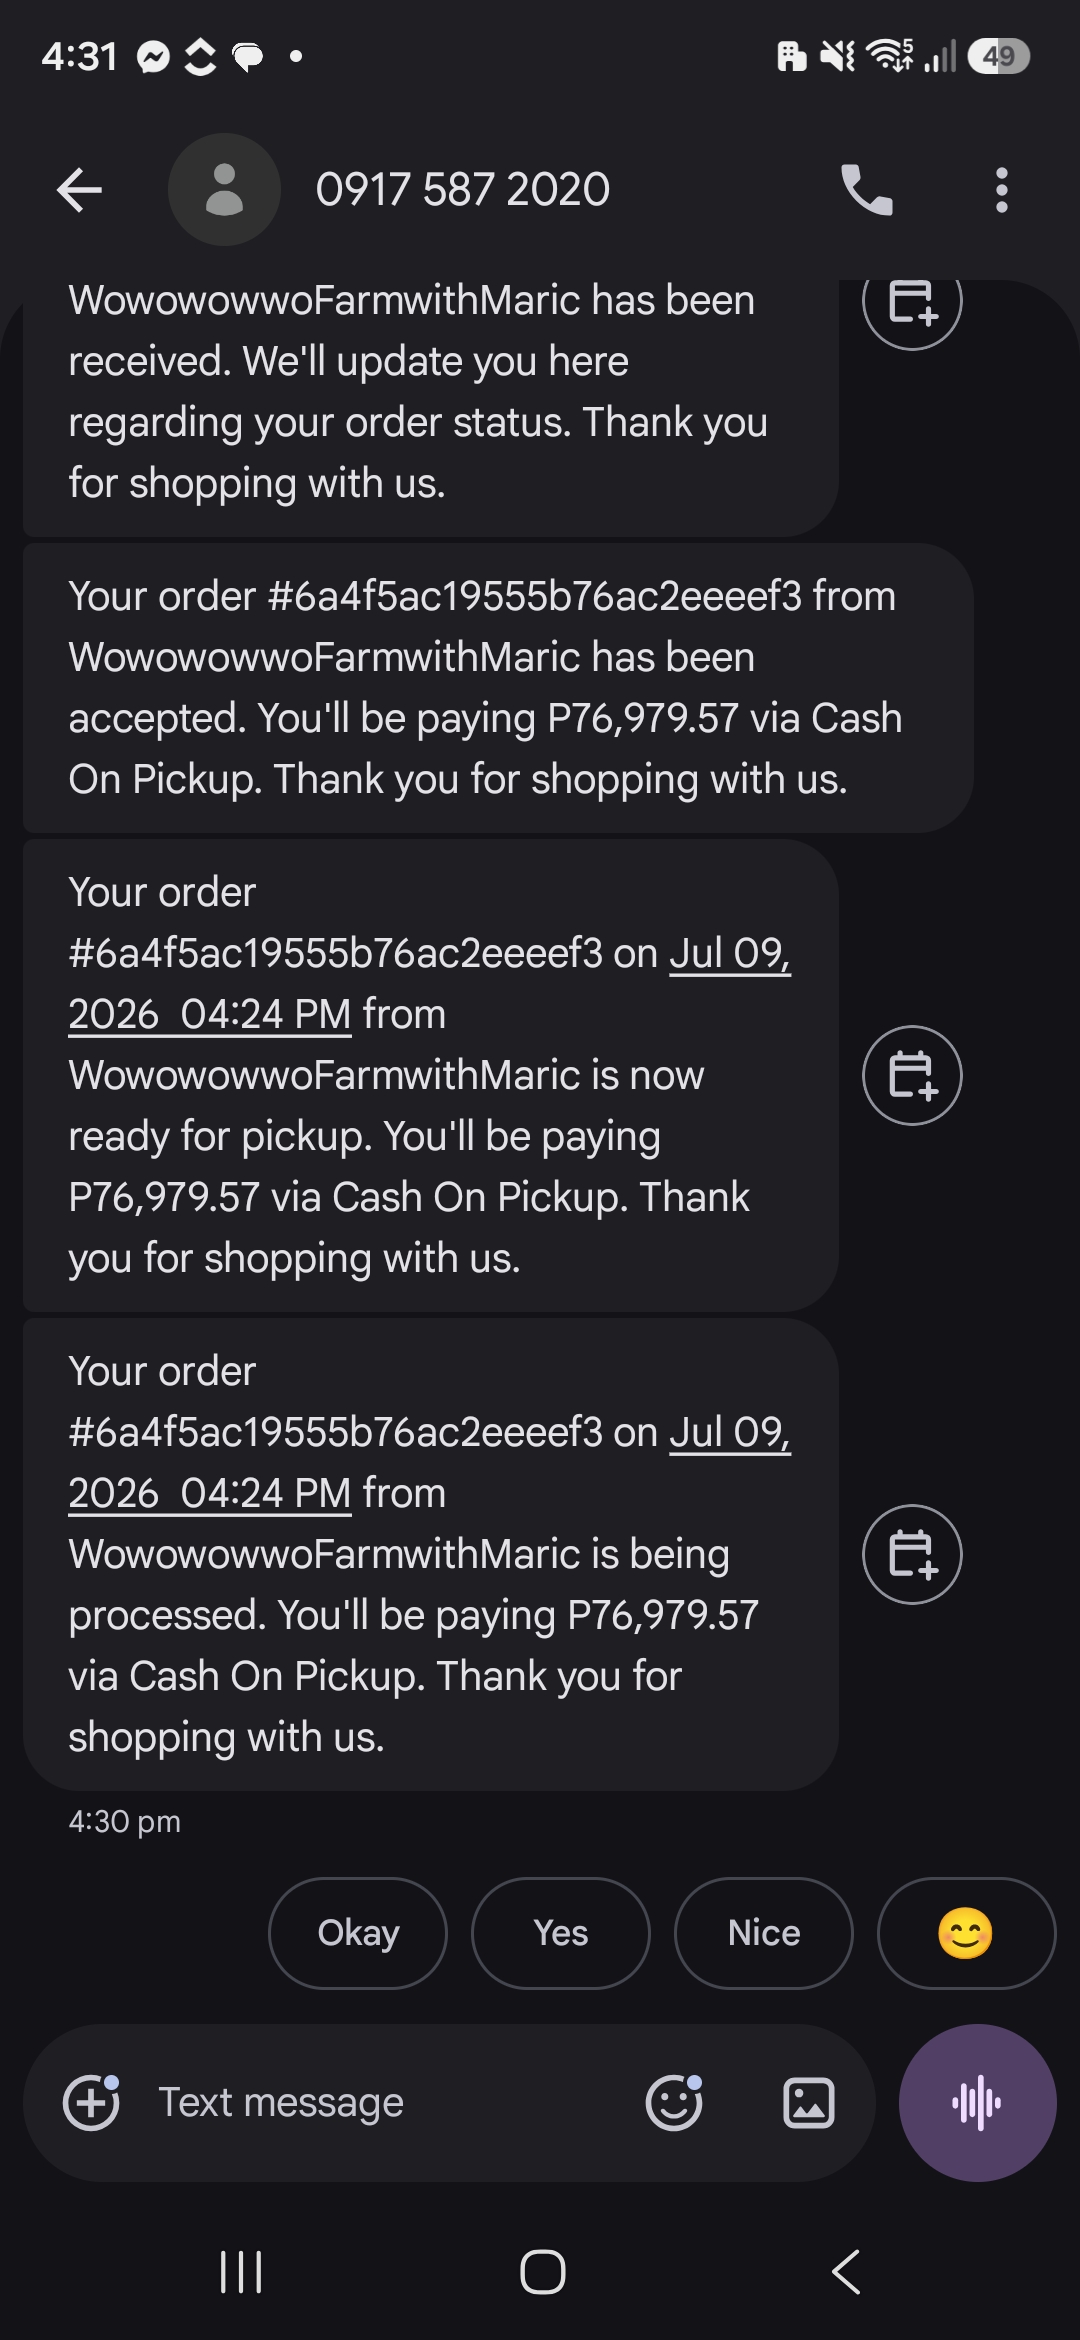 4:31
5
49
0917 587 2020
WowowowwoFarmwithMaric has been
received. We'll update you here
regarding your order status. Thank you
for shopping with us.
Your order #6a4f5ac19555b76ac2eeeef3 from
WowowowwoFarmwithMaric has been
accepted. You'll be paying P76,979.57 via Cash
On Pickup. Thank you for shopping with us.
Your order
#6a4f5ac19555b76ac2eeeef3 on Jul 09,
2026  04:24 PM from
WowowowwoFarmwithMaric is now
ready for pickup. You'll be paying
P76,979.57 via Cash On Pickup. Thank
you for shopping with us.
Your order
#6a4f5ac19555b76ac2eeeef3 on Jul 09,
2026  04:24 PM from
WowowowwoFarmwithMaric is being
processed. You'll be paying P76,979.57
via Cash On Pickup. Thank you for
shopping with us.
4:30 pm
Okay
Yes
Nice
Text message